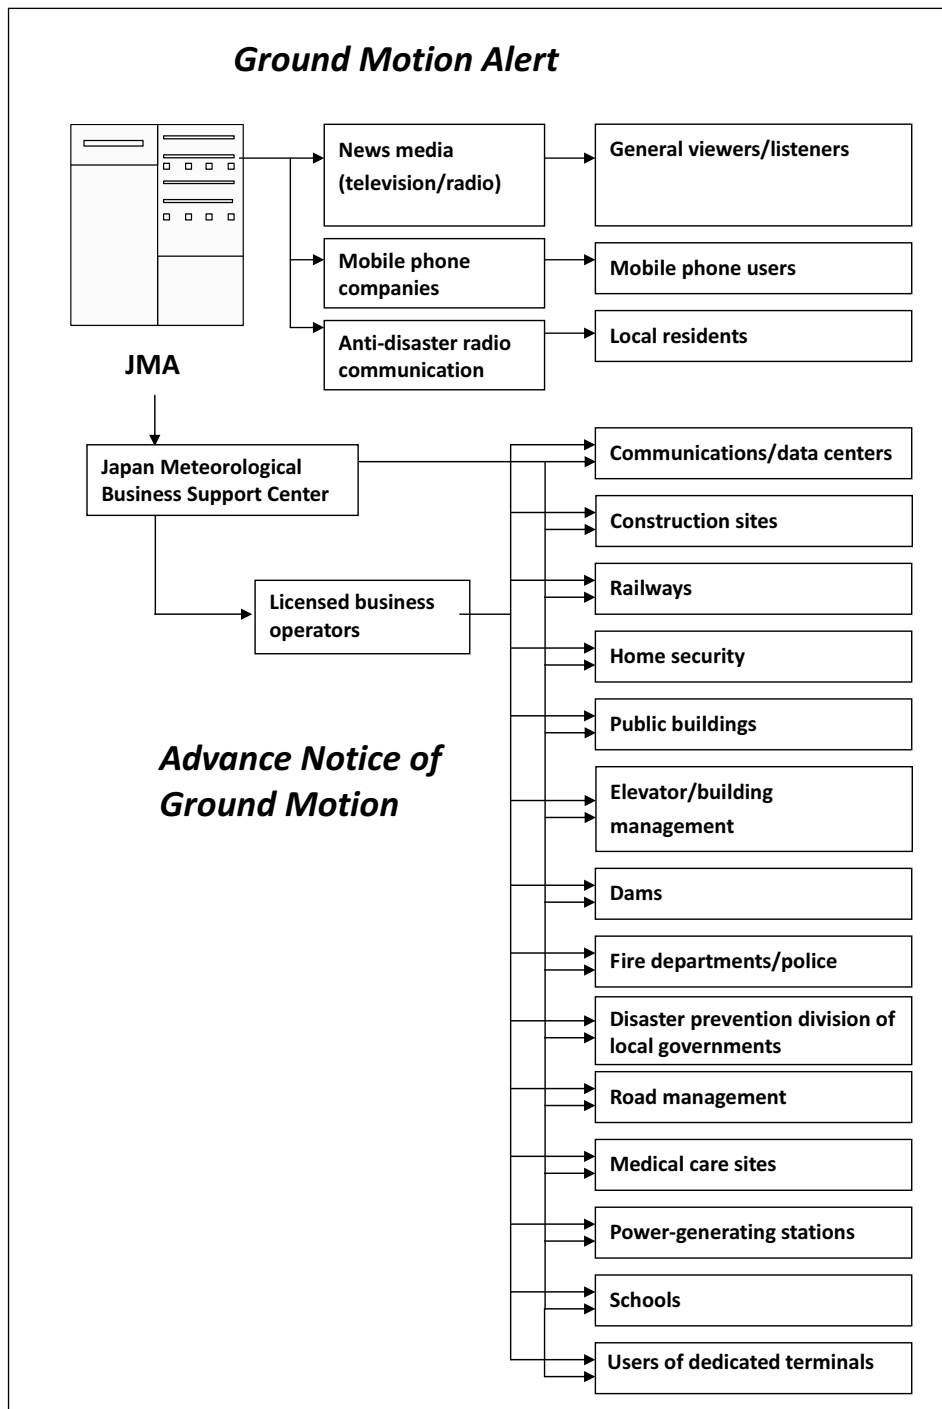 Ground Motion Alert
News media
(television/radio)
General viewers/listeners
Mobile phone
companies
Mobile phone users
Anti-disaster radio
communication
Local residents
JMA
Japan Meteorological
Business Support Center
Communications/data centers
Construction sites
Licensed business
operators
Railways
Home security
Public buildings
Advance Notice of
Ground Motion
Elevator/building
management
Dams
Fire departments/police
Disaster prevention division of
local governments
Road management
Medical care sites
Power-generating stations
Schools
Users of dedicated terminals